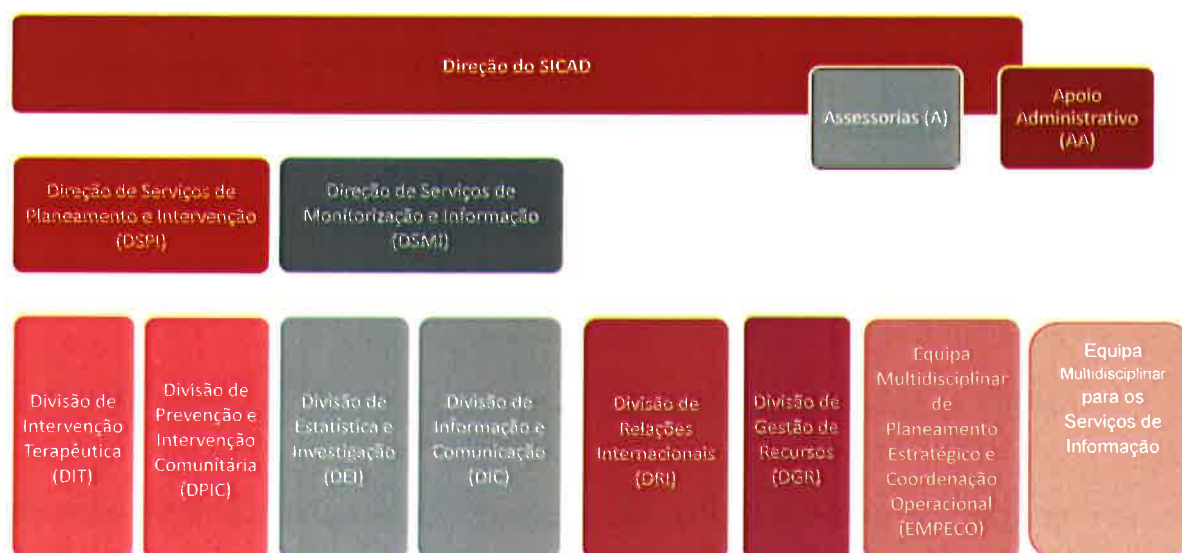 Direção do SICAD
Assessorias (A)
Apoio
Administrativo
(AA)
Direção de Serviços de
Planeamento e Intervenção
(DSPI)
Direção de Serviços de
Monitorização e Informação
(DSMI)
Divisão de
Intervenção
Terapêutica
(DIT)
Divisão de
Prevenção e
Intervenção
Comunitária
(DPIC)
Divisão de
Estatística e
Investigação
(DEI)
Divisão de
Informação e
Comunicação
(DIC)
Divisão de
Relações
Internacionais
(DRI)
Divisão de
Gestão de
Recursos
(DGR)
Equipa
Multidisciplinar
de
Planeamento
Estratégico e
Coordenação
Operacional
(EMPECO)
Equipa
Multidisciplinar
para os
Serviços de
Informação